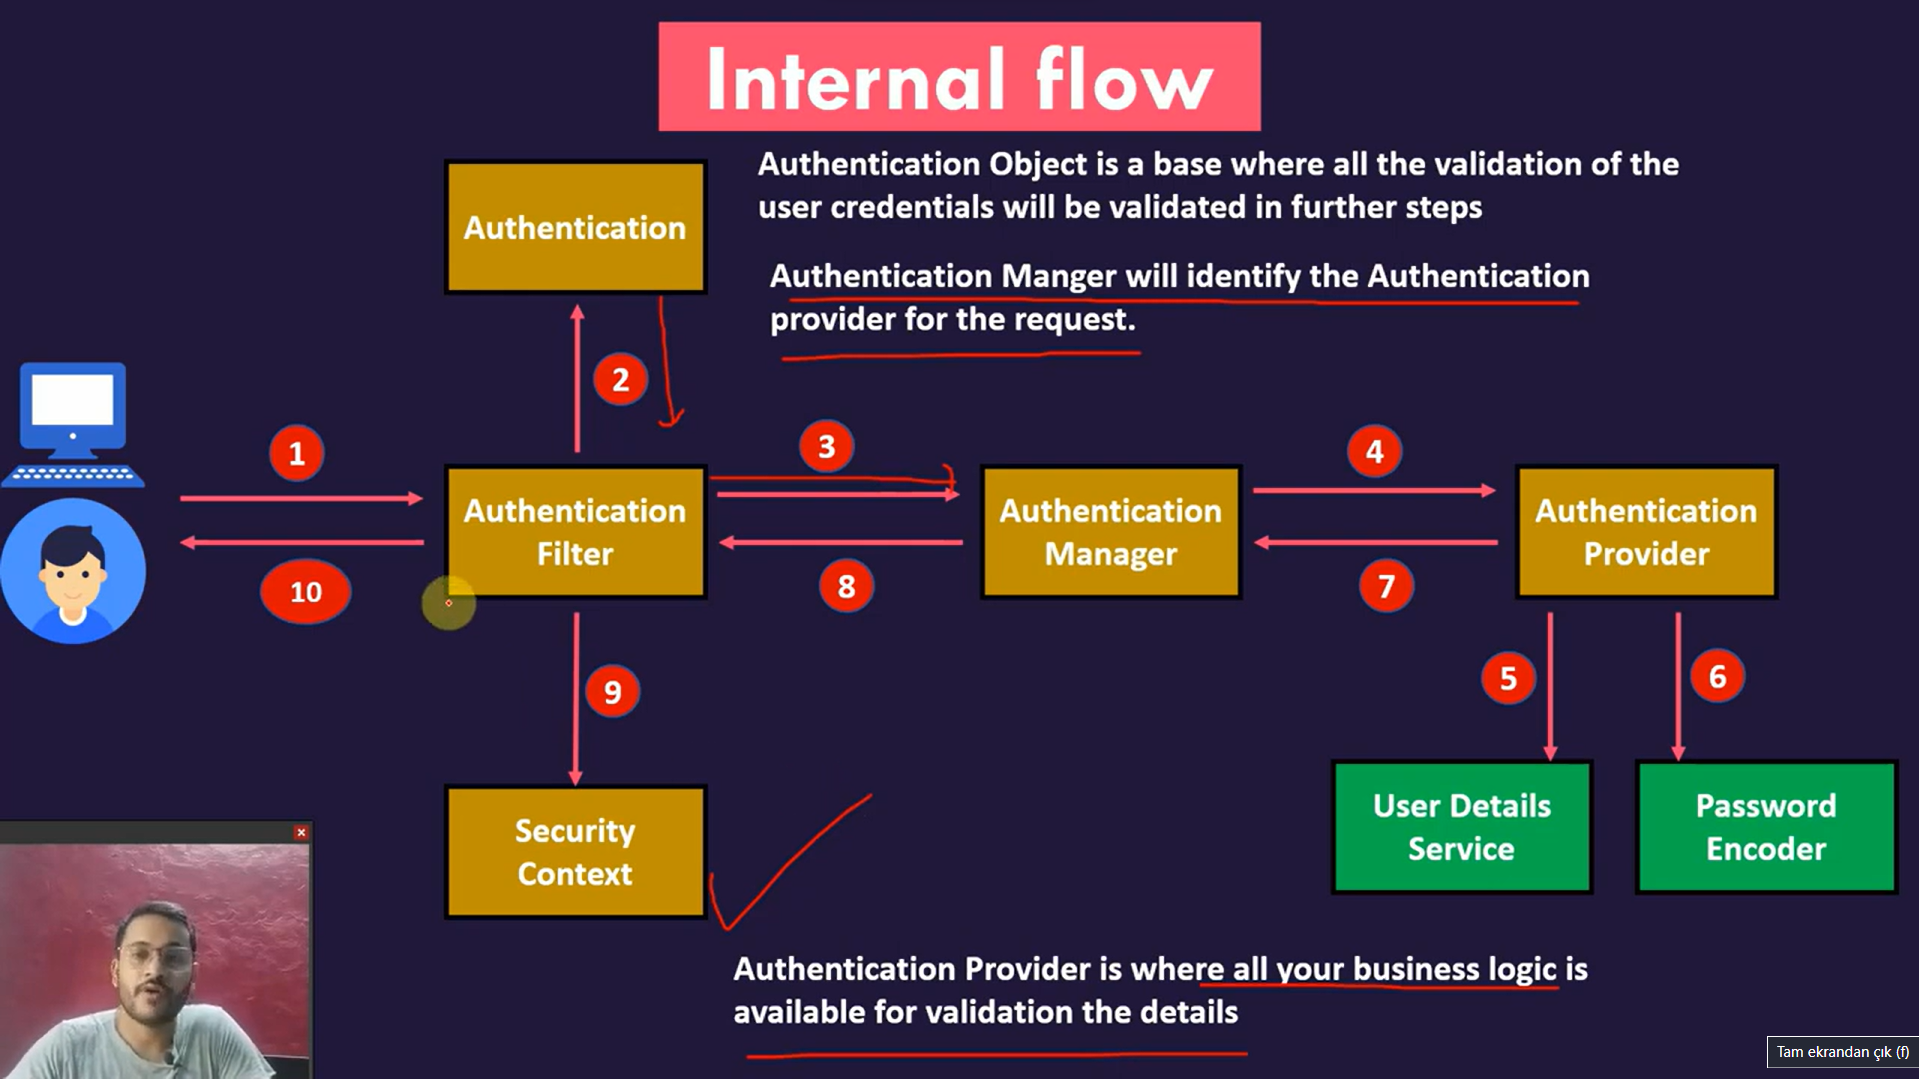 Internal flow
Authentication
Authentication Object is a base where all the validation of the
user credentials will be validated in further steps
Authentication Manger will identify the Authentication
provider for the request.
2
1
3
4
Authentication
Filter
Authentication
Manager
Authentication
Provider
10
8
7
9
5
6
Security
Context
User Details
Service
Password
Encoder
Authentication Provider is where all your business logic is
available for validation the details
Tam ekrandan çık (f)